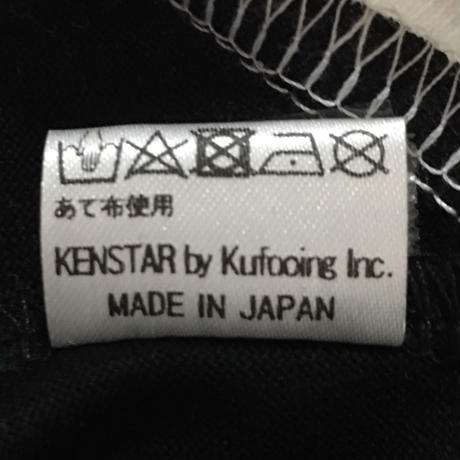 あて布使用
KENSTAR by Kufooing Inc.
MADE IN JAPAN